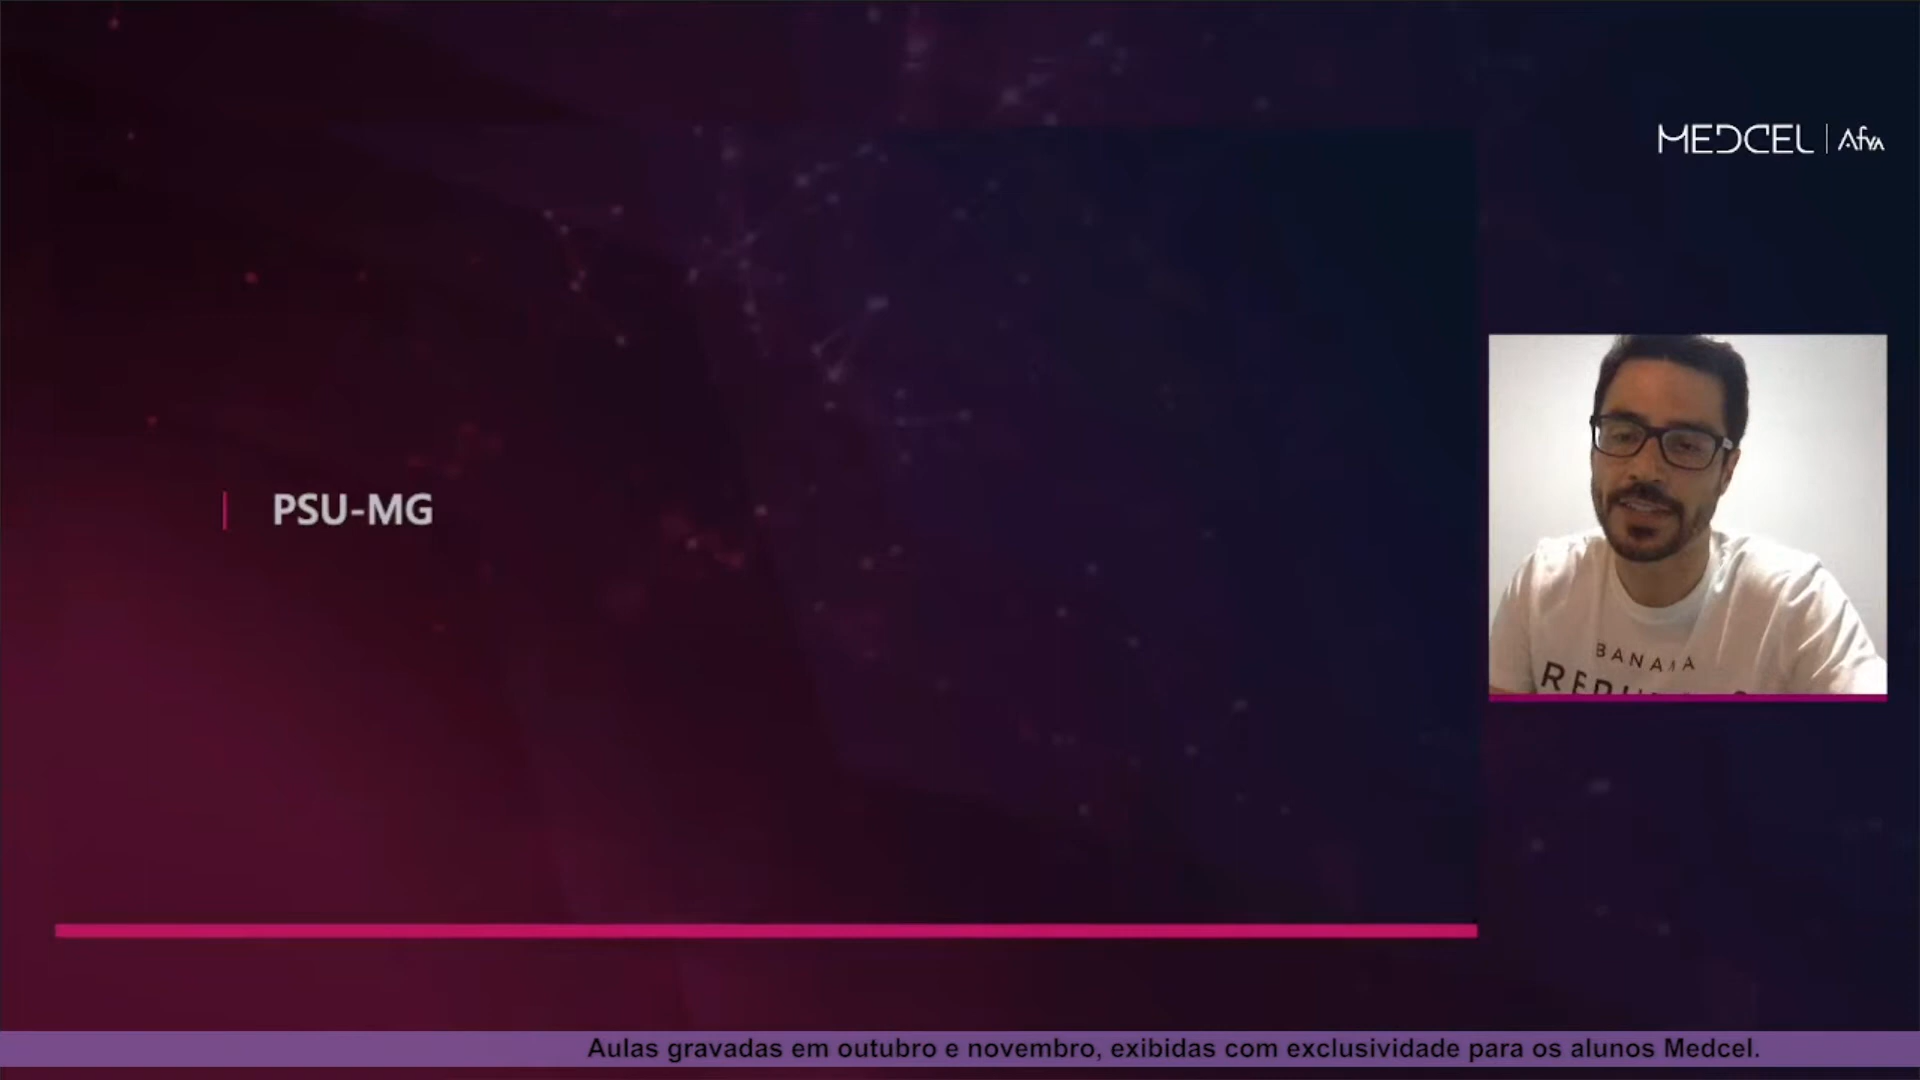 MEDCEL | Afya
PSU-MG
BANANA
Aulas gravadas em outubro e novembro, exibidas com exclusividade para os alunos Medcel.